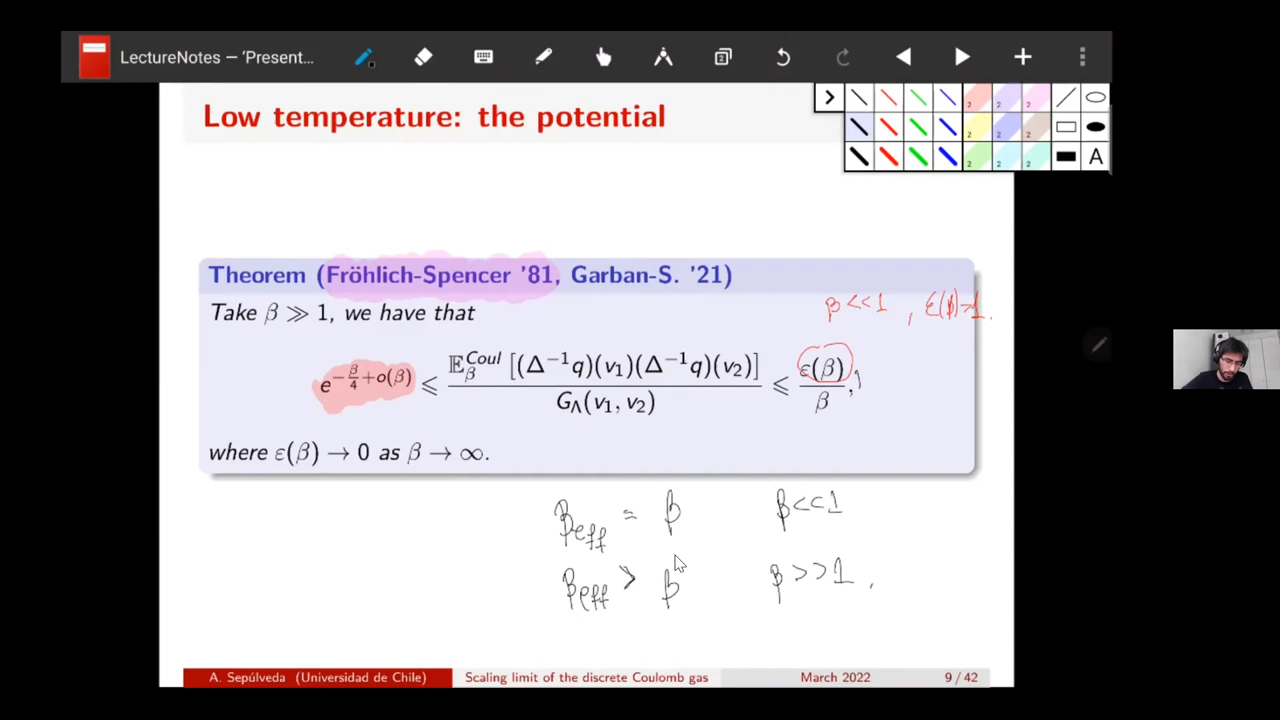 LectureNotes — ‘Present...
Low temperature: the potential
Theorem (Fröhlich-Spencer '81, Garban-S. '21)
Take β ≫ 1, we have that
β <<1 , ε(β)→1.
e^{-β/4+o(β)} ⩽ 𝔼_β^{Coul} [(Δ^{-1}q)(v_1)(Δ^{-1}q)(v_2)] / G_Λ(v_1, v_2) ⩽ ε(β)/β,
where ε(β) → 0 as β → ∞.
β_eff = β β<<1
β_eff > β β >>1 .
A. Sepúlveda (Universidad de Chile) Scaling limit of the discrete Coulomb gas March 2022 9 / 42